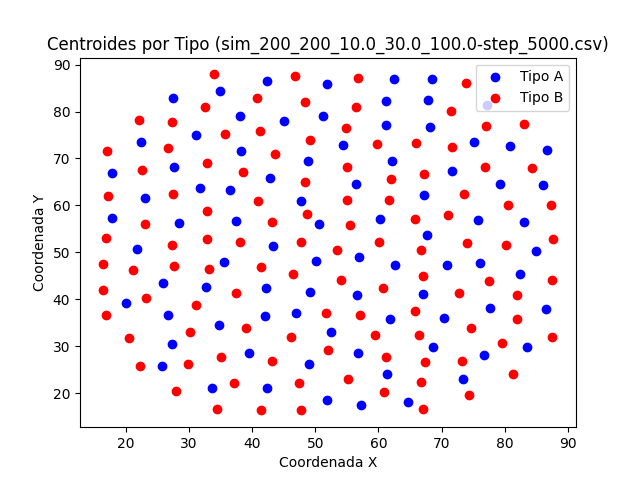 Centroides por Tipo (sim_200_200_10.0_30.0_100.0-step_5000.csv)
Tipo A
Tipo B
90
80
70
60
50
40
30
20
Coordenada Y
20 30 40 50 60 70 80 90
Coordenada X